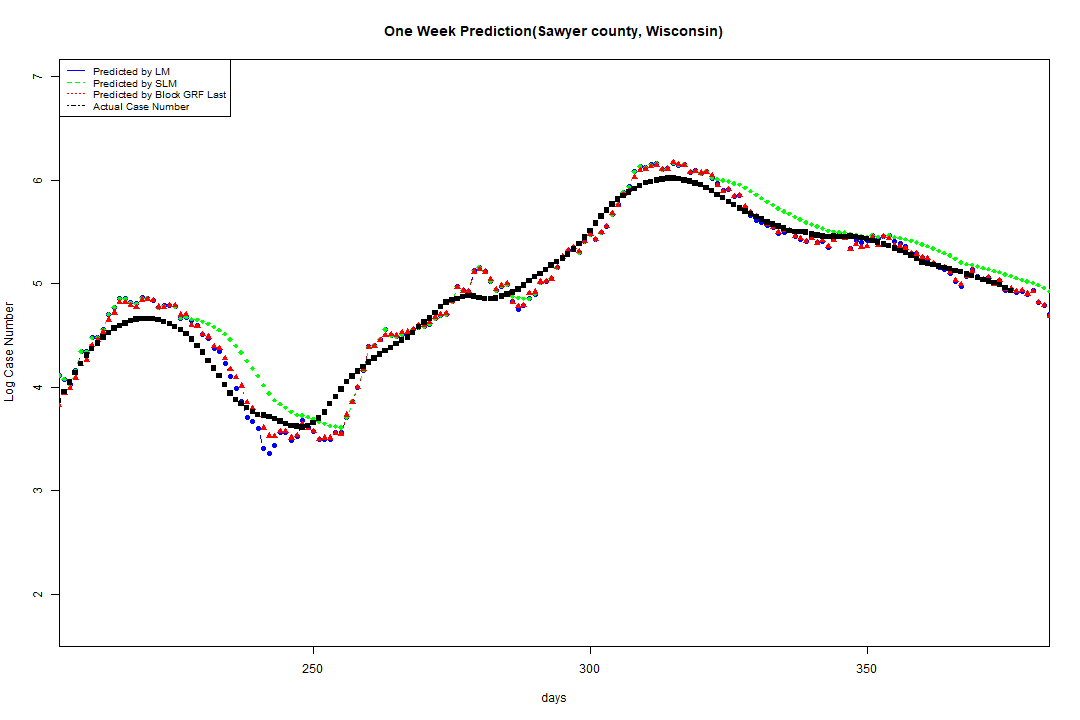 One Week Prediction(Sawyer county, Wisconsin)
Predicted by LM
Predicted by SLM
Predicted by Block GRF Last
Actual Case Number
7
6
5
4
3
2
Log Case Number
250
300
350
days